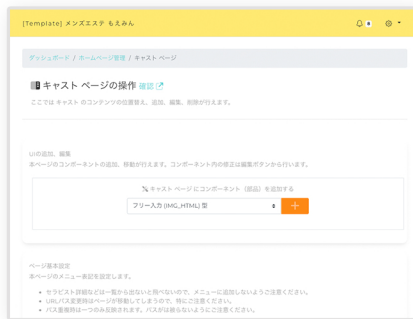 [Template] メンズエステ もえみん
8
ダッシュボード / ホームページ管理 / キャスト ページ
キャスト ページの操作 確認
ここでは キャスト のコンテンツの位置替え、追加、編集、削除が行えます。
UIの追加、編集
本ページのコンポーネントの追加、移動が行えます。コンポーネント内の修正は編集ボタンから行います。
キャスト ページ にコンポーネント（部品）を追加する
フリー入力 (IMG_HTML) 型
ページ基本設定
本ページのメニュー表記を設定します。
セラピスト詳細などは一覧から出ないと飛べないので、メニューに追加しないようご注意ください。
URLパス変更時はページが移動してしまうので、特にご注意ください。
パス重複時は一つのみ反映されます。パスが被らないようにご注意ください。